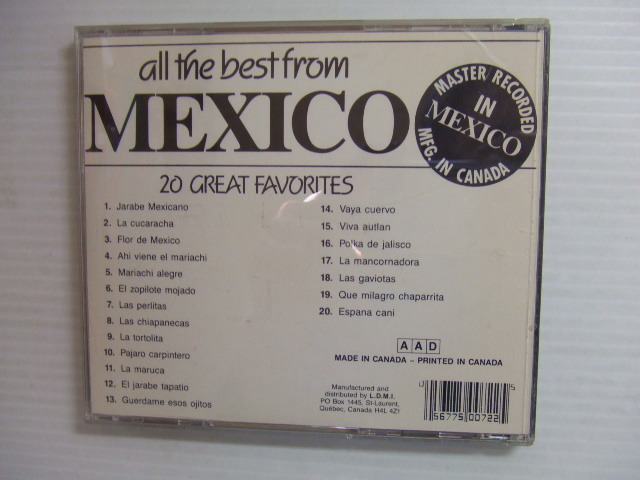 all the best from
MEXICO
MASTER RECORDED
IN
MEXICO
MFG. IN CANADA
20 GREAT FAVORITES
1. Jarabe Mexicano
2. La cucaracha
3. Flor de Mexico
4. Ahi viene el mariachi
5. Mariachi alegre
6. El zopilote mojado
7. Las perlitas
8. Las chiapanecas
9. La tortolita
10. Pajaro carpintero
11. La maruca
12. El jarabe tapatio
13. Guerdame esos ojitos
14. Vaya cuervo
15. Viva autlan
16. Polka de jalisco
17. La mancornadora
18. Las gaviotas
19. Que milagro chaparrita
20. Espana cani
AAD
MADE IN CANADA – PRINTED IN CANADA
Manufactured and
distributed by L.D.M.I.
PO Box 1445, St-Laurent,
Québec, Canada H4L 4Z1
0 5
56775 00722